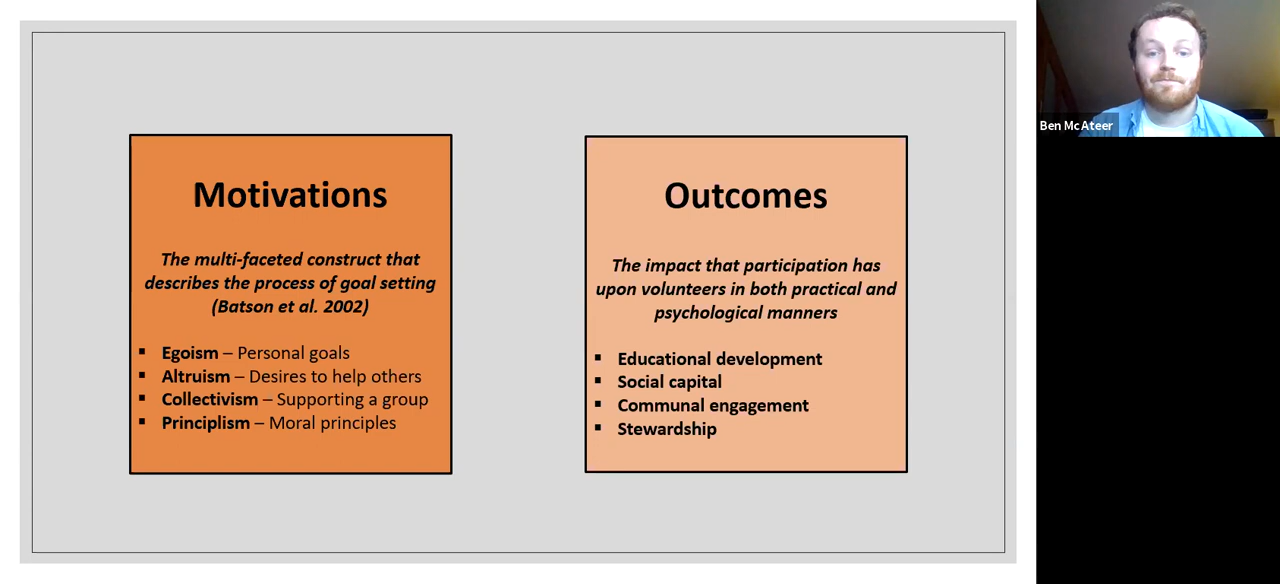 Motivations
The multi-faceted construct that
describes the process of goal setting
(Batson et al. 2002)
▪ Egoism – Personal goals
▪ Altruism – Desires to help others
▪ Collectivism – Supporting a group
▪ Principlism – Moral principles
Outcomes
The impact that participation has
upon volunteers in both practical and
psychological manners
▪ Educational development
▪ Social capital
▪ Communal engagement
▪ Stewardship
Ben McAteer